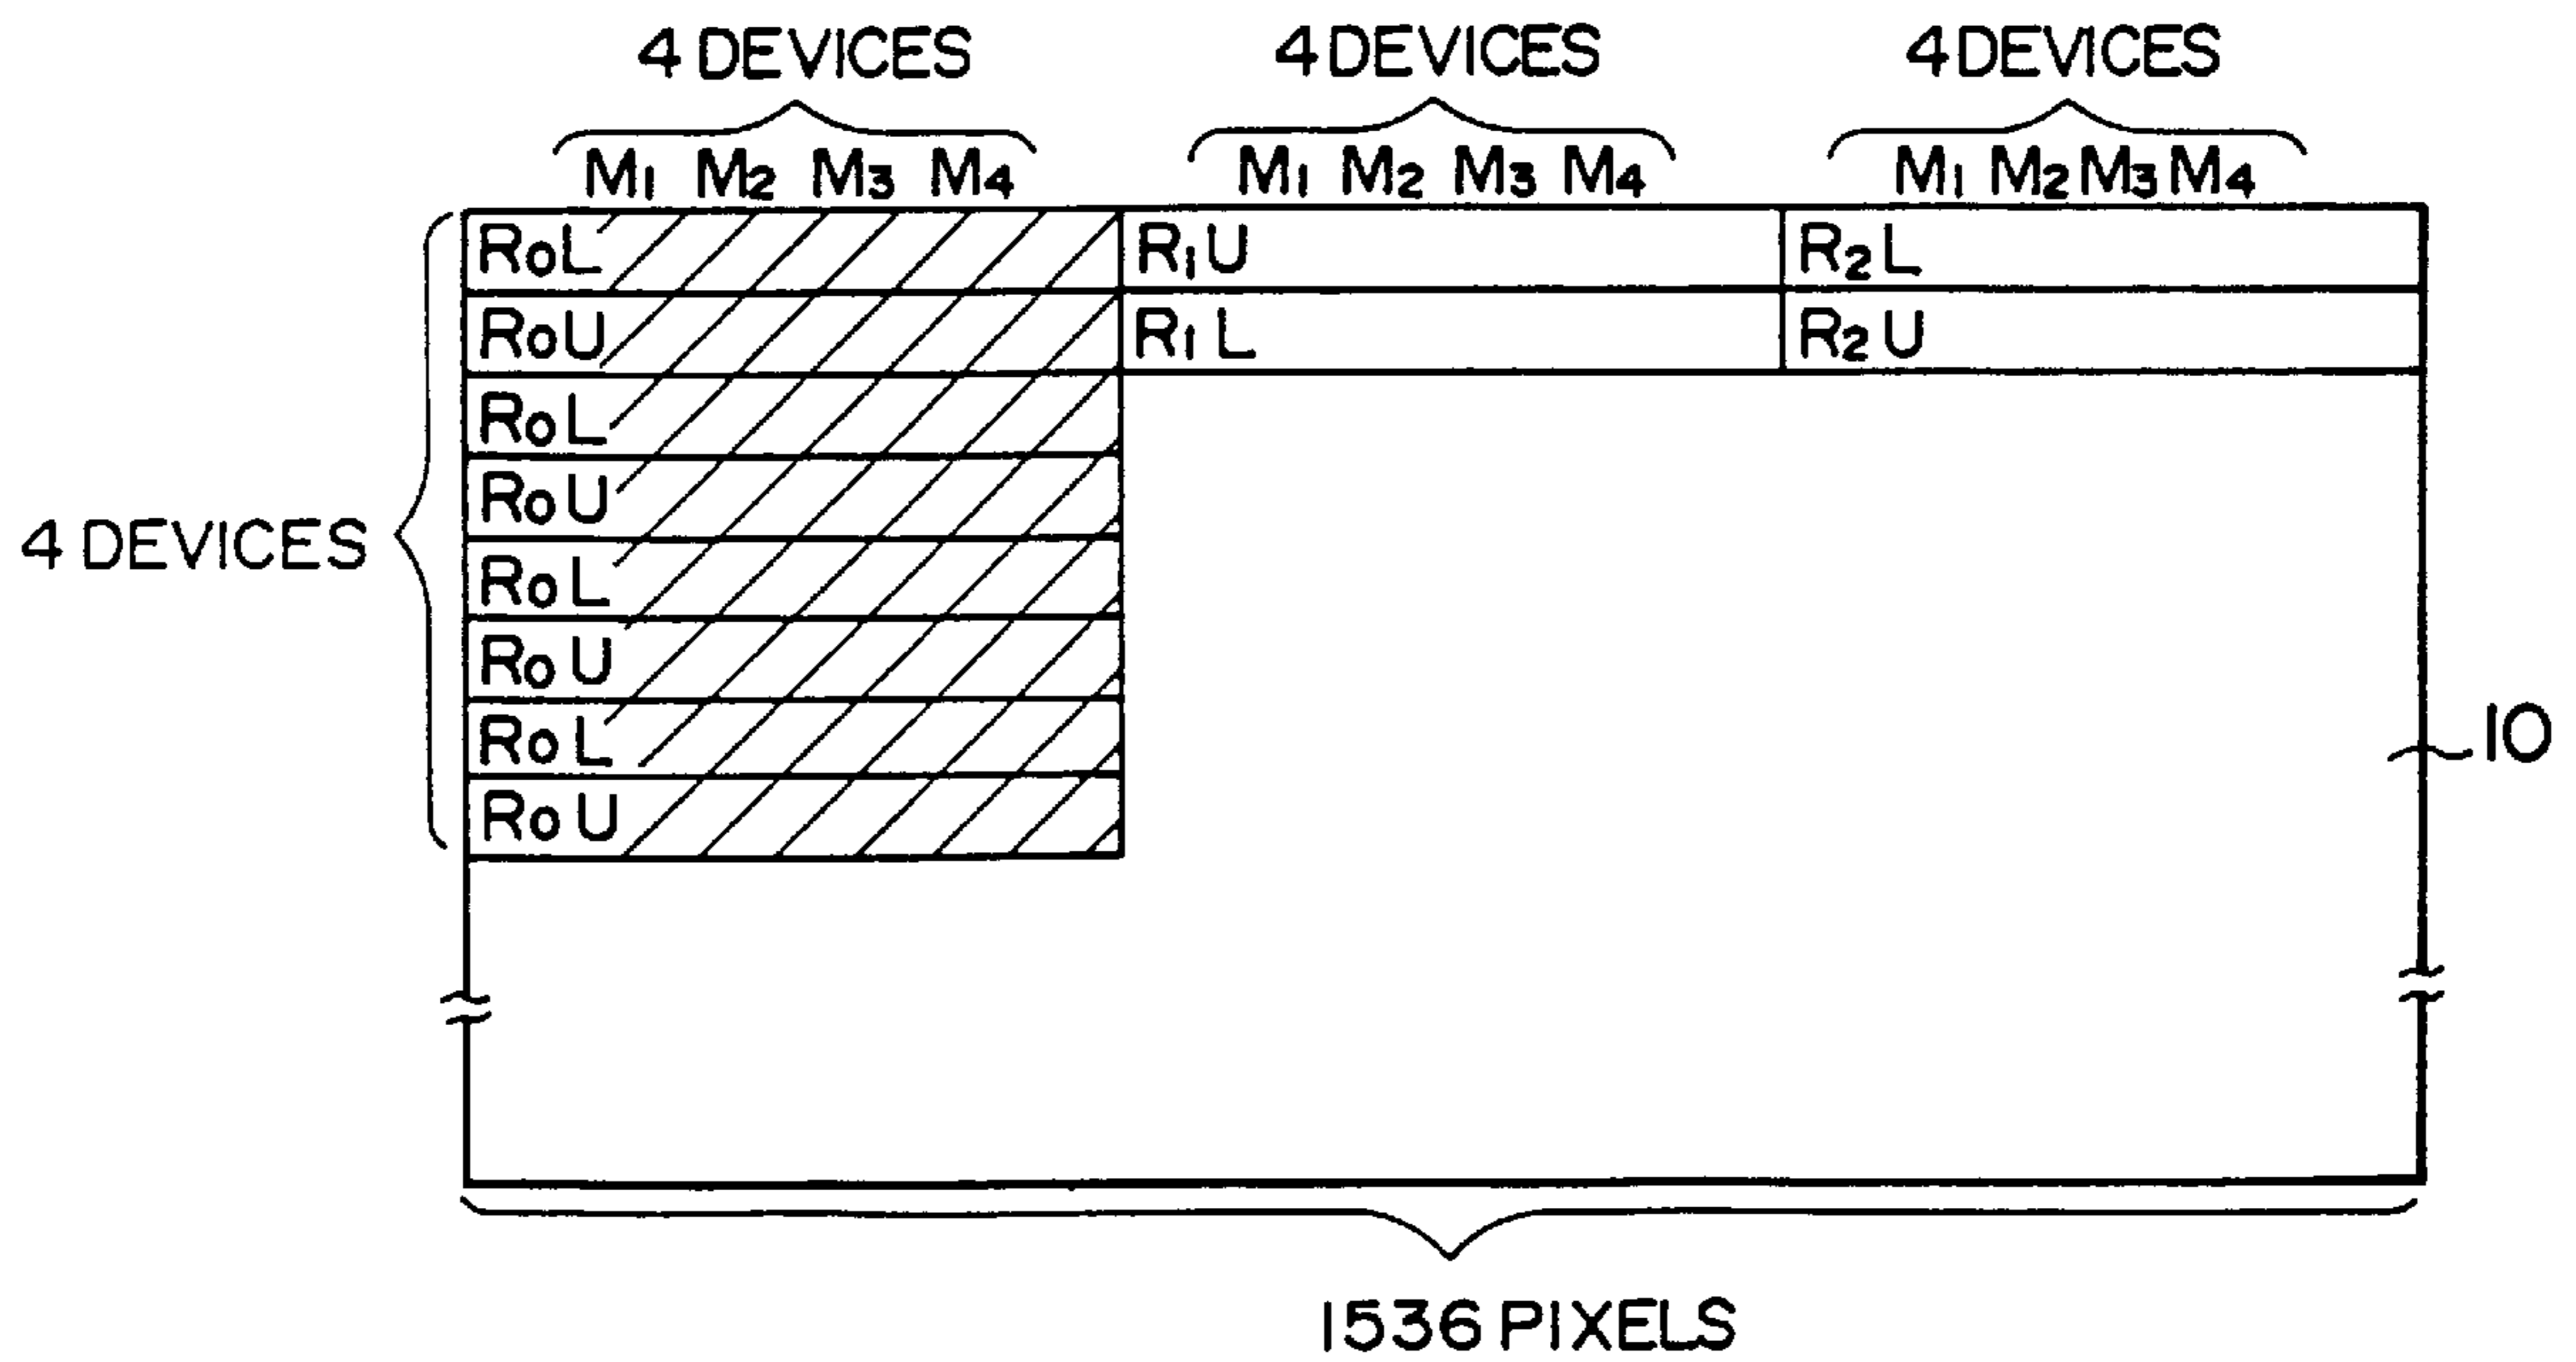 4 DEVICES 4 DEVICES 4 DEVICES
M1 M2 M3 M4 M1 M2 M3 M4 M1 M2 M3 M4
R0L R1U R2L
R0U R1L R2U
R0L
R0U
4 DEVICES
R0L
R0U
R0L
10
R0U
1536 PIXELS